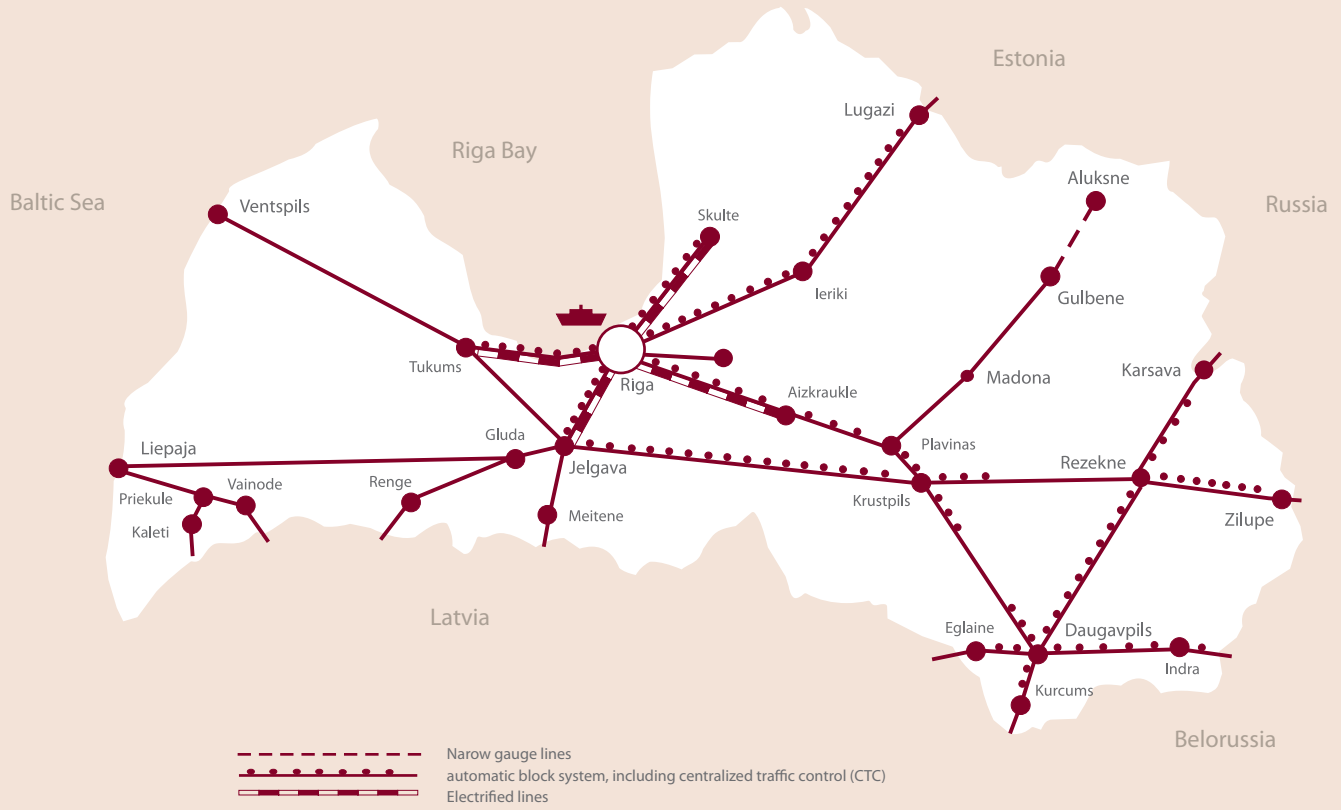 Estonia
Lugazi
Riga Bay
Aluksne
Baltic Sea
Russia
Ventspils
Skulte
Ieriki
Gulbene
Tukums
Riga
Madona
Karsava
Aizkraukle
Liepaja
Gluda
Plavinas
Jelgava
Rezekne
Priekule
Vainode
Renge
Krustpils
Kaleti
Meitene
Zilupe
Latvia
Eglaine
Daugavpils
Indra
Kurcums
Belorussia
Narow gauge lines
automatic block system, including centralized traffic control (CTC)
Electrified lines